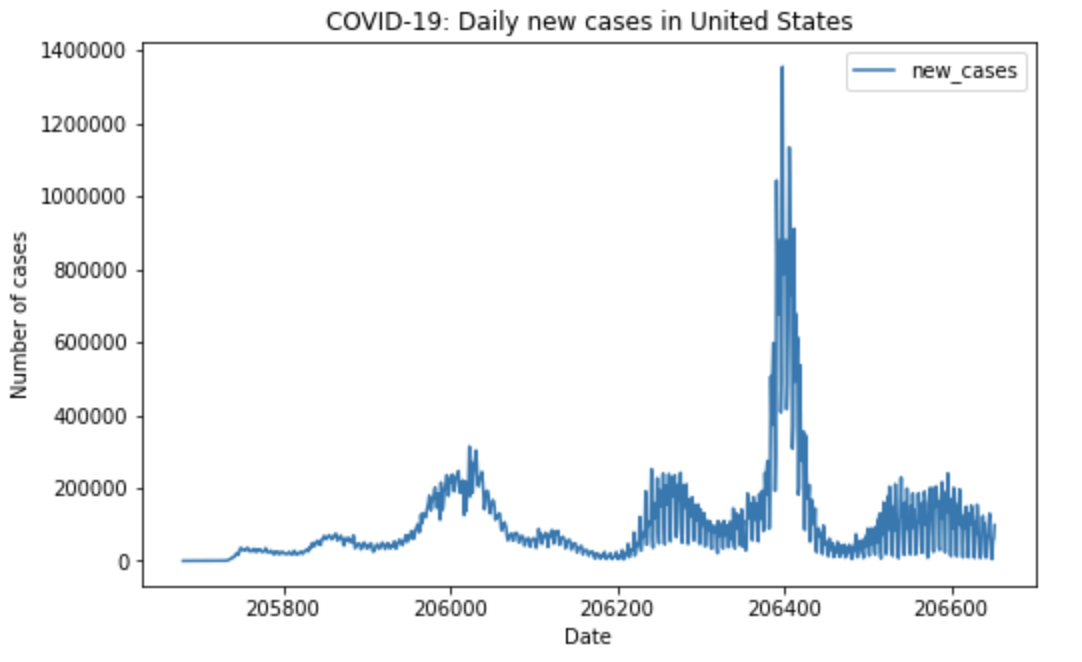 COVID-19: Daily new cases in United States
1400000
new_cases
1200000
1000000
800000
Number of cases
600000
400000
200000
0
205800 206000 206200 206400 206600
Date